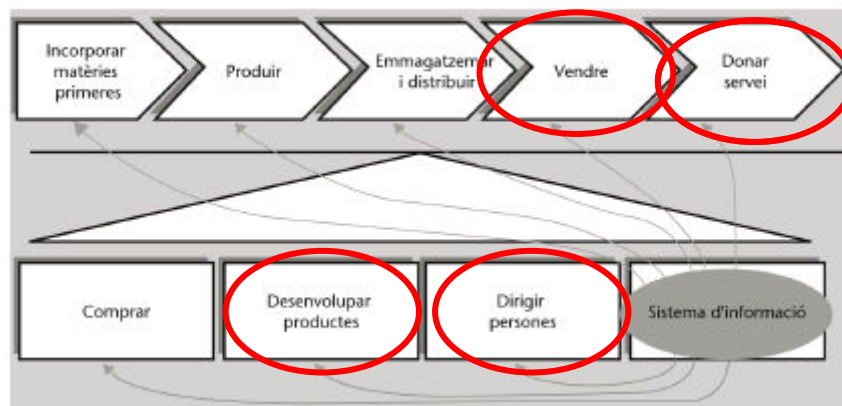 Incorporar
matèries
primeres
Produir
Emmagatzemar
i distribuir
Vendre
Donar
servei
Comprar
Desenvolupar
productes
Dirigir
persones
Sistema d'informació